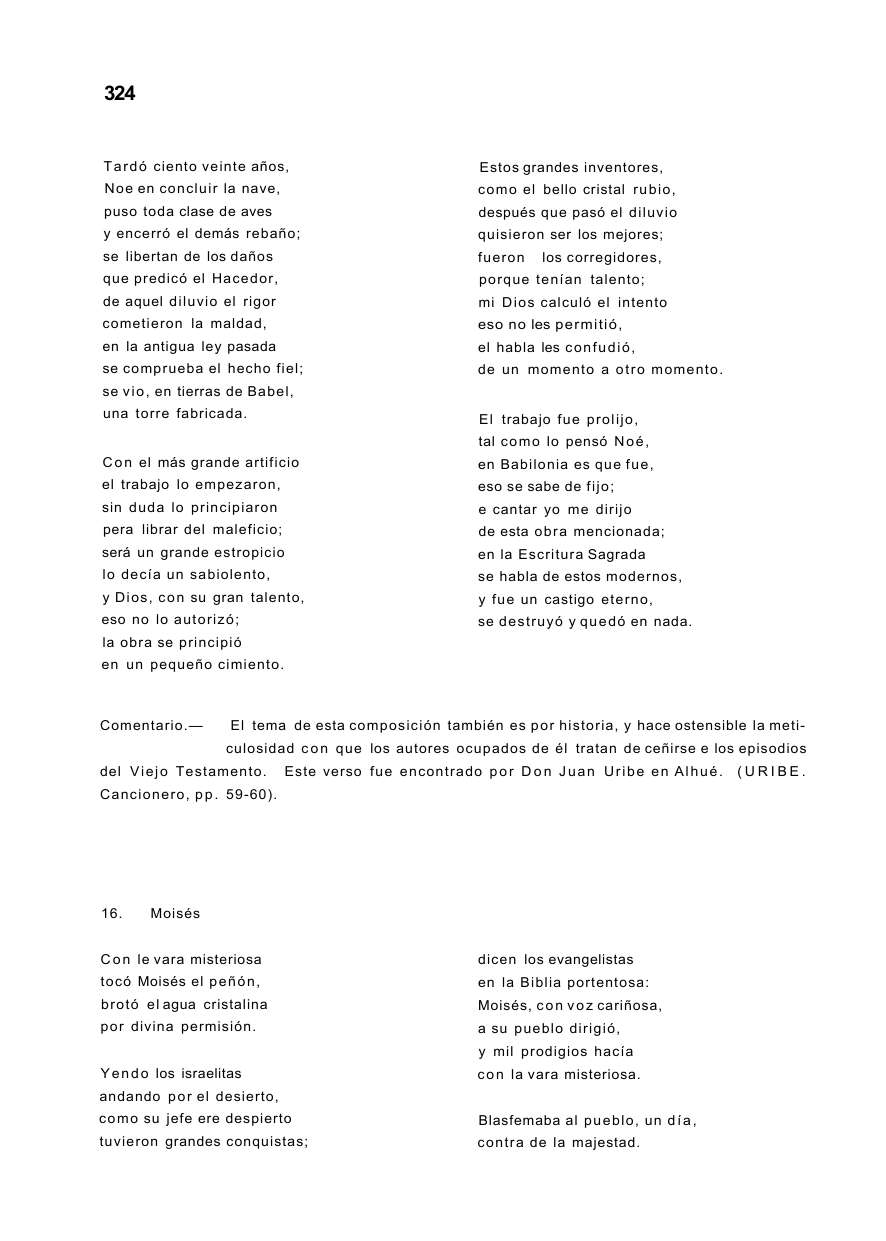 324
Tardó ciento veinte años,
Noe en concluir la nave,
puso toda clase de aves
y encerró el demás rebaño;
se libertan de los daños
que predicó el Hacedor,
de aquel diluvio el rigor
cometieron la maldad,
en la antigua ley pasada
se comprueba el hecho fiel;
se vio, en tierras de Babel,
una torre fabricada.
Con el más grande artificio
el trabajo lo empezaron,
sin duda lo principiaron
pera librar del maleficio;
será un grande estropicio
lo decía un sabiolento,
y Dios, con su gran talento,
eso no lo autorizó;
la obra se principió
en un pequeño cimiento.
Estos grandes inventores,
como el bello cristal rubio,
después que pasó el diluvio
quisieron ser los mejores;
fueron los corregidores,
porque tenían talento;
mi Dios calculó el intento
eso no les permitió,
el habla les confudió,
de un momento a otro momento.
El trabajo fue prolijo,
tal como lo pensó Noé,
en Babilonia es que fue,
eso se sabe de fijo;
e cantar yo me dirijo
de esta obra mencionada;
en la Escritura Sagrada
se habla de estos modernos,
y fue un castigo eterno,
se destruyó y quedó en nada.
Comentario.— El tema de esta composición también es por historia, y hace ostensible la meti-
culosidad con que los autores ocupados de él tratan de ceñirse e los episodios
del Viejo Testamento. Este verso fue encontrado por Don Juan Uribe en Alhué. (URIBE.
Cancionero, pp. 59-60).
16. Moisés
Con le vara misteriosa
tocó Moisés el peñón,
brotó el agua cristalina
por divina permisión.
Yendo los israelitas
andando por el desierto,
como su jefe ere despierto
tuvieron grandes conquistas;
dicen los evangelistas
en la Biblia portentosa:
Moisés, con voz cariñosa,
a su pueblo dirigió,
y mil prodigios hacía
con la vara misteriosa.
Blasfemaba al pueblo, un día,
contra de la majestad.